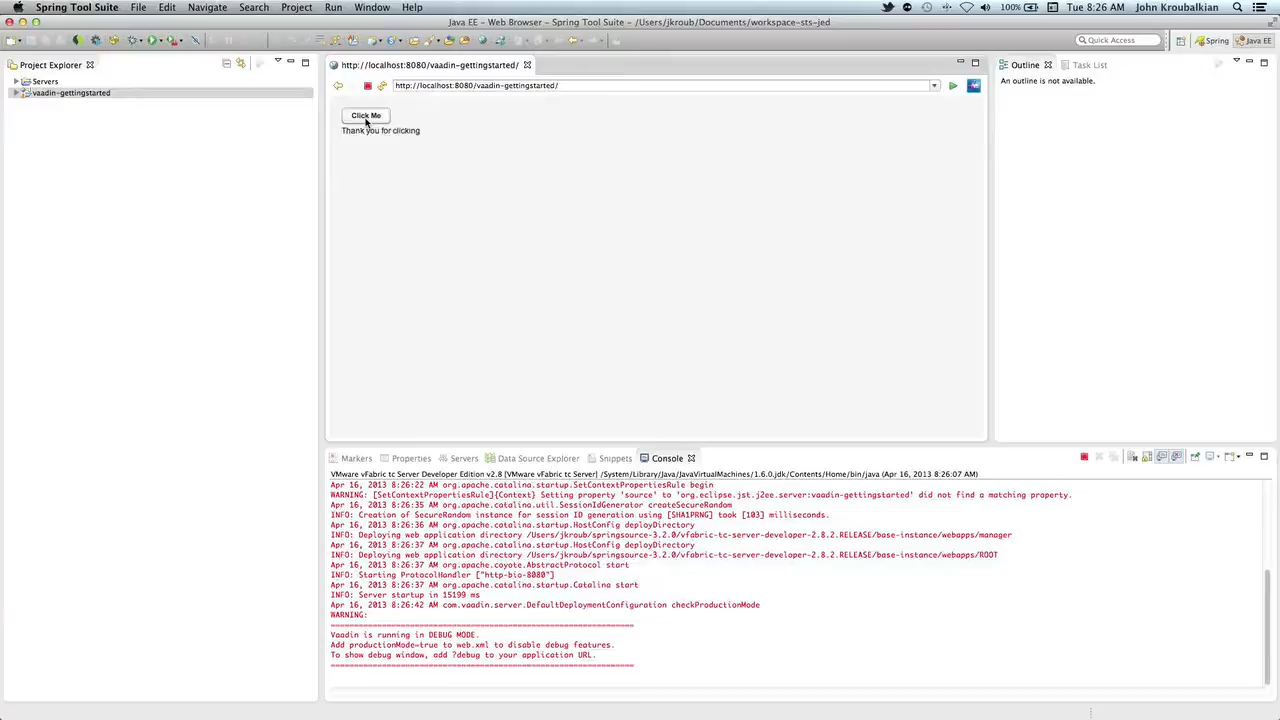 Spring Tool Suite File Edit Navigate Search Project Run Window Help 100% Tue 8:26 AM John Kroubalkian
Java EE – Web Browser – Spring Tool Suite – /Users/jkroub/Documents/workspace-sts-jed
Quick Access Spring Java EE
Project Explorer
Servers
vaadin-gettingstarted
http://localhost:8080/vaadin-gettingstarted/
http://localhost:8080/vaadin-gettingstarted/
Click Me
Thank you for clicking
Outline Task List
An outline is not available.
Markers Properties Servers Data Source Explorer Snippets Console
VMware vFabric tc Server Developer Edition v2.8 [VMware vFabric tc Server] /System/Library/Java/JavaVirtualMachines/1.6.0.jdk/Contents/Home/bin/java (Apr 16, 2013 8:26:07 AM)
Apr 16, 2013 8:26:22 AM org.apache.catalina.startup.SetContextPropertiesRule begin
WARNING: [SetContextPropertiesRule]{Context} Setting property 'source' to 'org.eclipse.jst.j2ee.server:vaadin-gettingstarted' did not find a matching property.
Apr 16, 2013 8:26:35 AM org.apache.catalina.util.SessionIdGenerator createSecureRandom
INFO: Creation of SecureRandom instance for session ID generation using [SHA1PRNG] took [103] milliseconds.
Apr 16, 2013 8:26:36 AM org.apache.catalina.startup.HostConfig deployDirectory
INFO: Deploying web application directory /Users/jkroub/springsource-3.2.0/vfabric-tc-server-developer-2.8.2.RELEASE/base-instance/webapps/manager
Apr 16, 2013 8:26:37 AM org.apache.catalina.startup.HostConfig deployDirectory
INFO: Deploying web application directory /Users/jkroub/springsource-3.2.0/vfabric-tc-server-developer-2.8.2.RELEASE/base-instance/webapps/ROOT
Apr 16, 2013 8:26:37 AM org.apache.coyote.AbstractProtocol start
INFO: Starting ProtocolHandler ["http-bio-8080"]
Apr 16, 2013 8:26:37 AM org.apache.catalina.startup.Catalina start
INFO: Server startup in 15199 ms
Apr 16, 2013 8:26:42 AM com.vaadin.server.DefaultDeploymentConfiguration checkProductionMode
WARNING:
=================================================================
Vaadin is running in DEBUG MODE.
Add productionMode=true to web.xml to disable debug features.
To show debug window, add ?debug to your application URL.
=================================================================